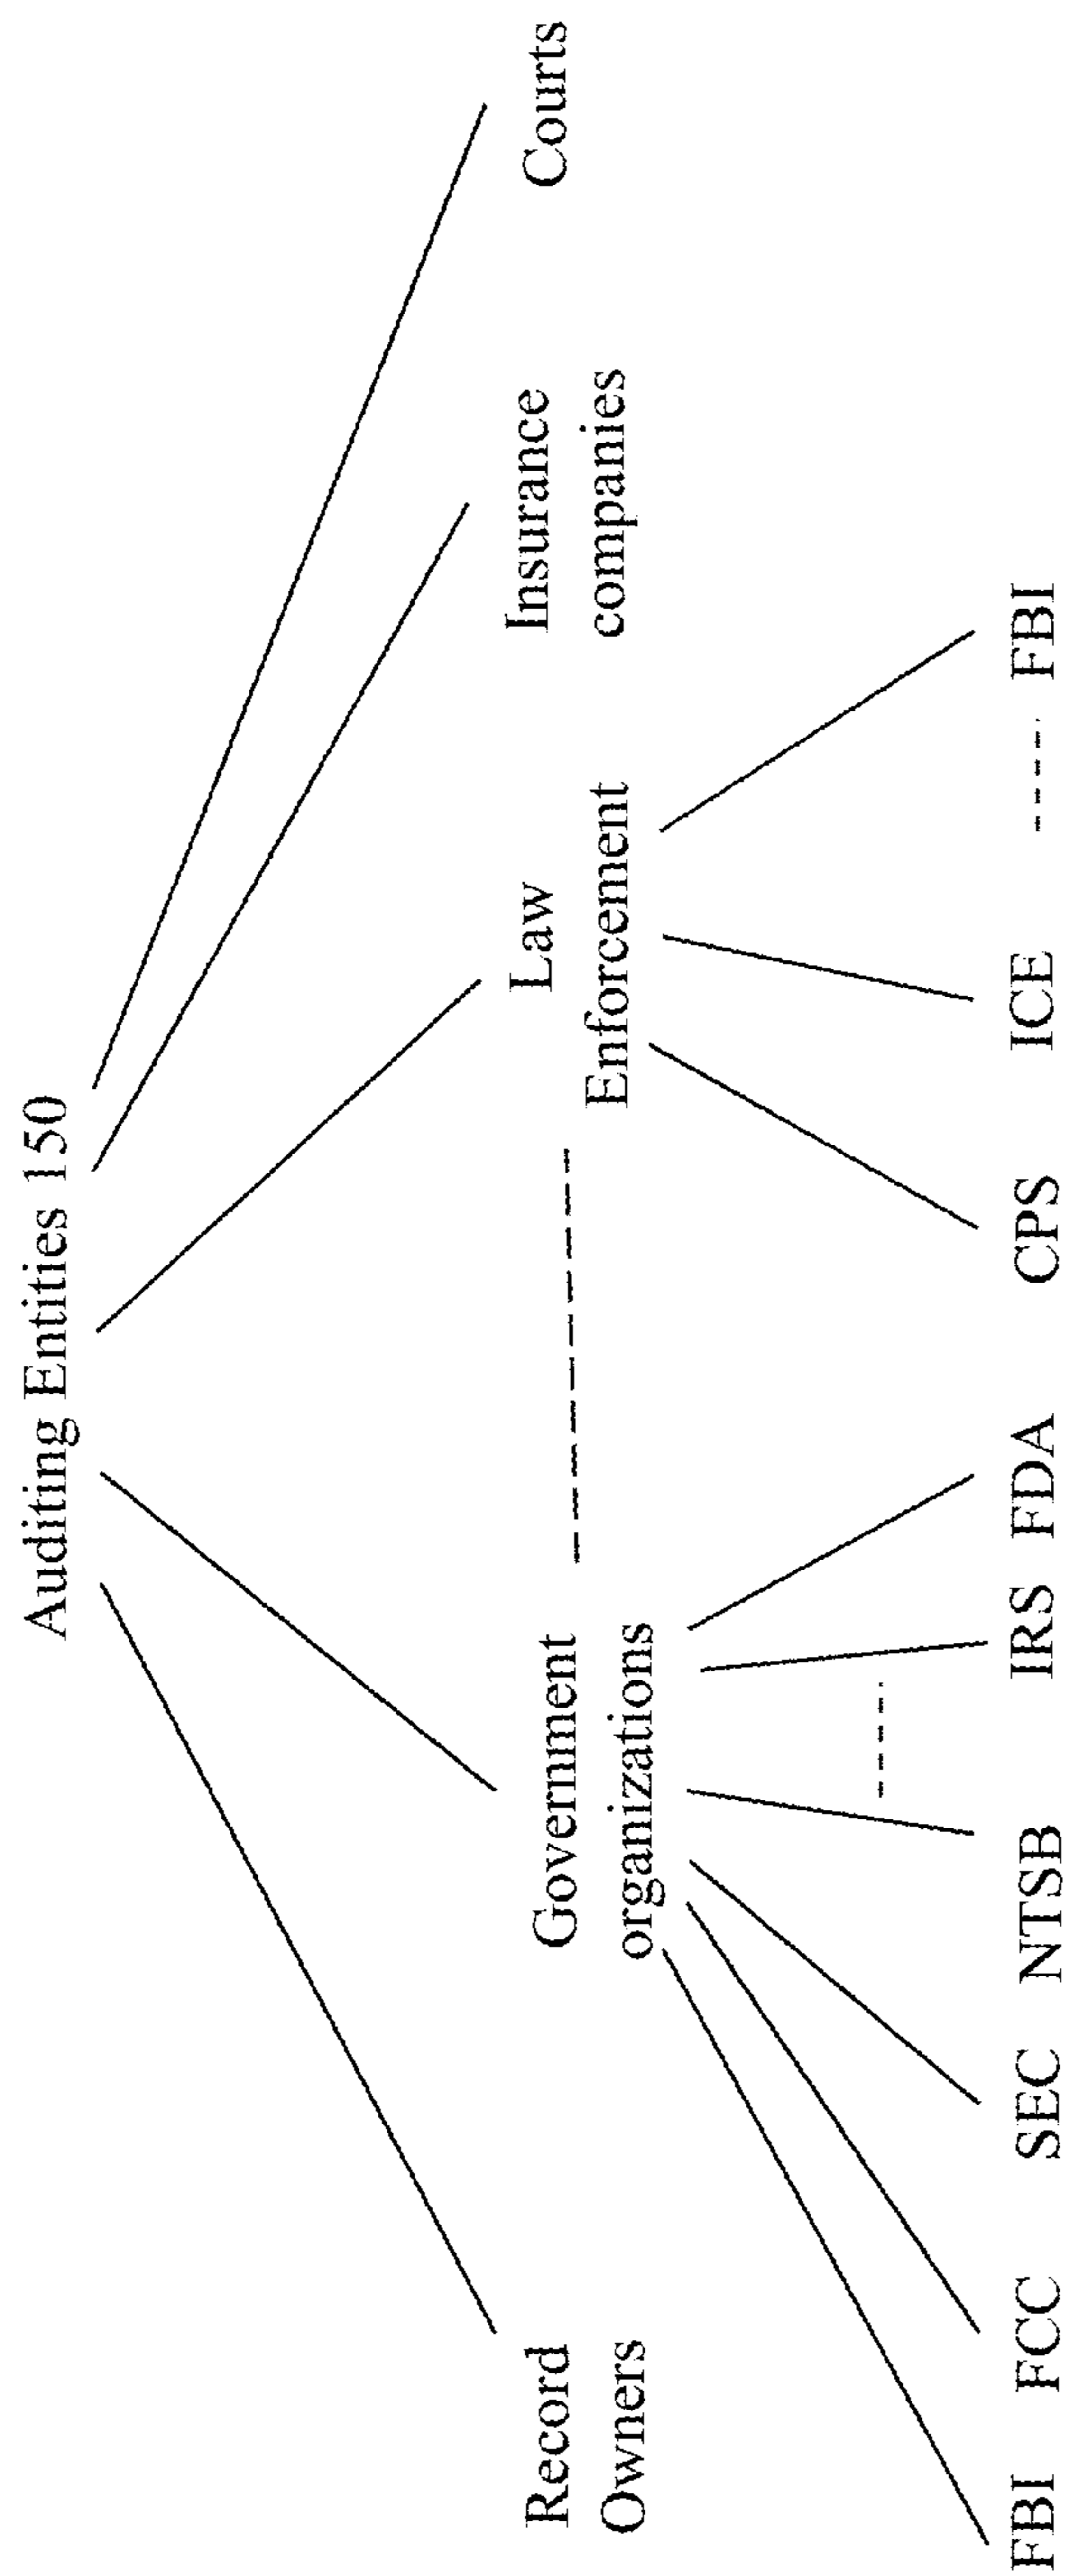 Auditing Entities 150
Record
Owners
Government
organizations
Law
Enforcement
Insurance
companies
Courts
FBI
FCC
SEC
NTSB
IRS
FDA
CPS
ICE
FBI